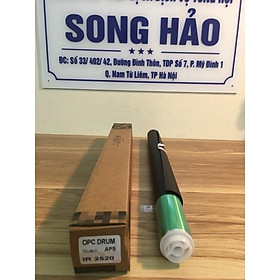 SONG HẢO
ĐC: Số 33/ 402/ 42, Đường Đình Thôn, TDP Số 7, P. Mỹ Đình 1
Q. Nam Từ Liêm, TP Hà Nội
OPC DRUM
APS
IR 2520